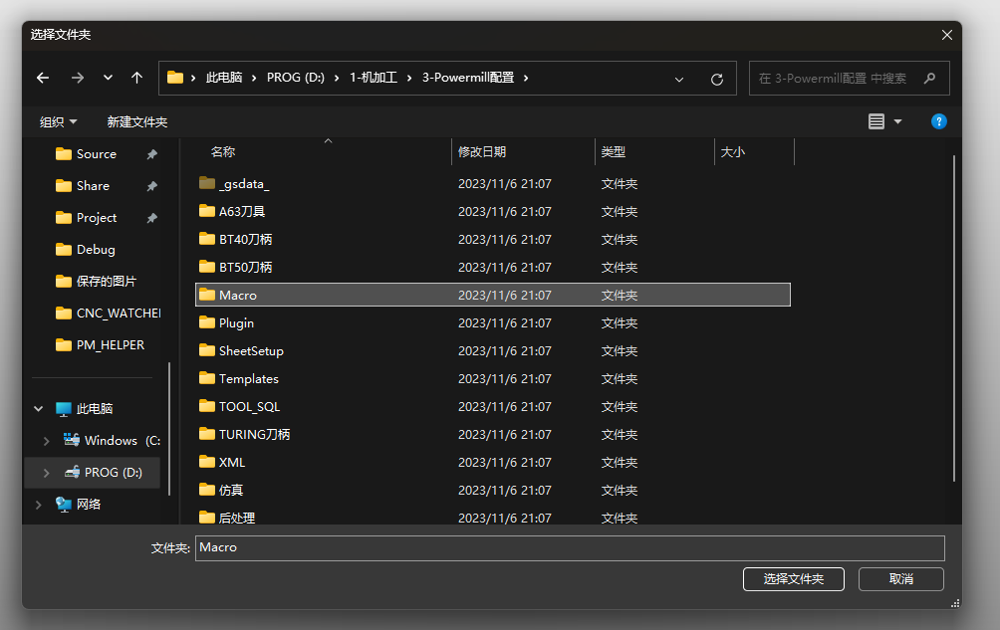 选择文件夹
此电脑 PROG (D:) 1-机加工 3-Powermill配置
在 3-Powermill配置 中搜索
组织 新建文件夹
Source
Share
Project
Debug
保存的图片
CNC_WATCHE
PM_HELPER
此电脑
Windows (C:
PROG (D:)
网络
名称 修改日期 类型 大小
_gsdata_ 2023/11/6 21:07 文件夹
A63刀具 2023/11/6 21:07 文件夹
BT40刀柄 2023/11/6 21:07 文件夹
BT50刀柄 2023/11/6 21:07 文件夹
Macro 2023/11/6 21:07 文件夹
Plugin 2023/11/6 21:07 文件夹
SheetSetup 2023/11/6 21:07 文件夹
Templates 2023/11/6 21:07 文件夹
TOOL_SQL 2023/11/6 21:07 文件夹
TURING刀柄 2023/11/6 21:07 文件夹
XML 2023/11/6 21:07 文件夹
仿真 2023/11/6 21:07 文件夹
后处理 2023/11/6 21:07 文件夹
文件夹: Macro
选择文件夹 取消